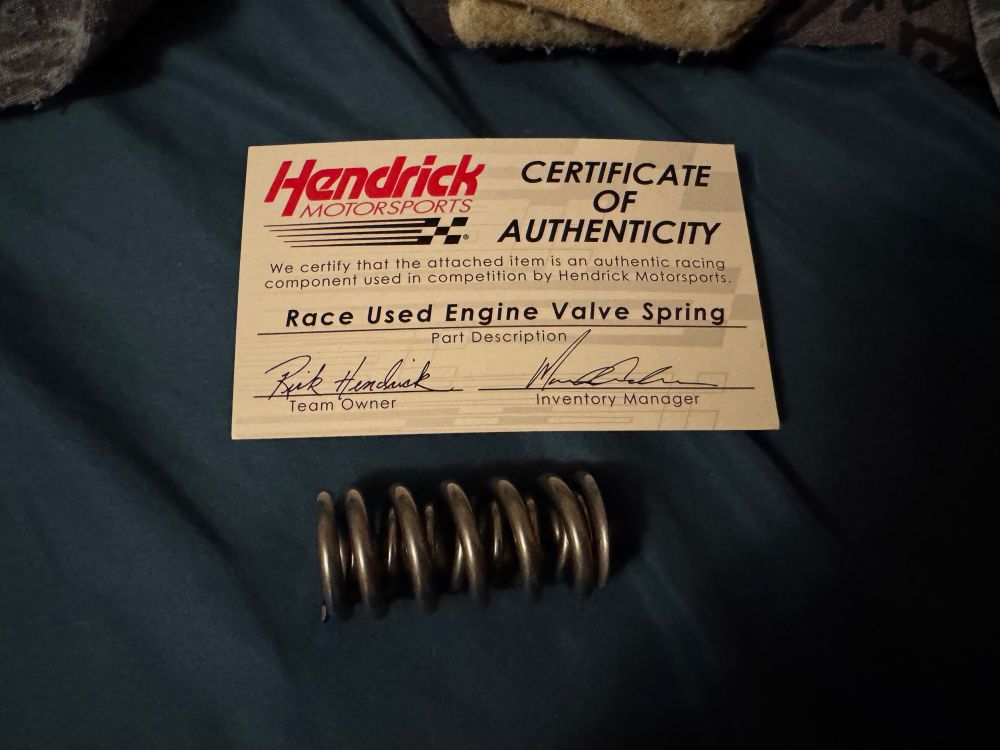 Hendrick
MOTORSPORTS
®
CERTIFICATE
OF
AUTHENTICITY
We certify that the attached item is an authentic racing
component used in competition by Hendrick Motorsports.
Race Used Engine Valve Spring
Part Description
Rick Hendrick
Team Owner
Inventory Manager